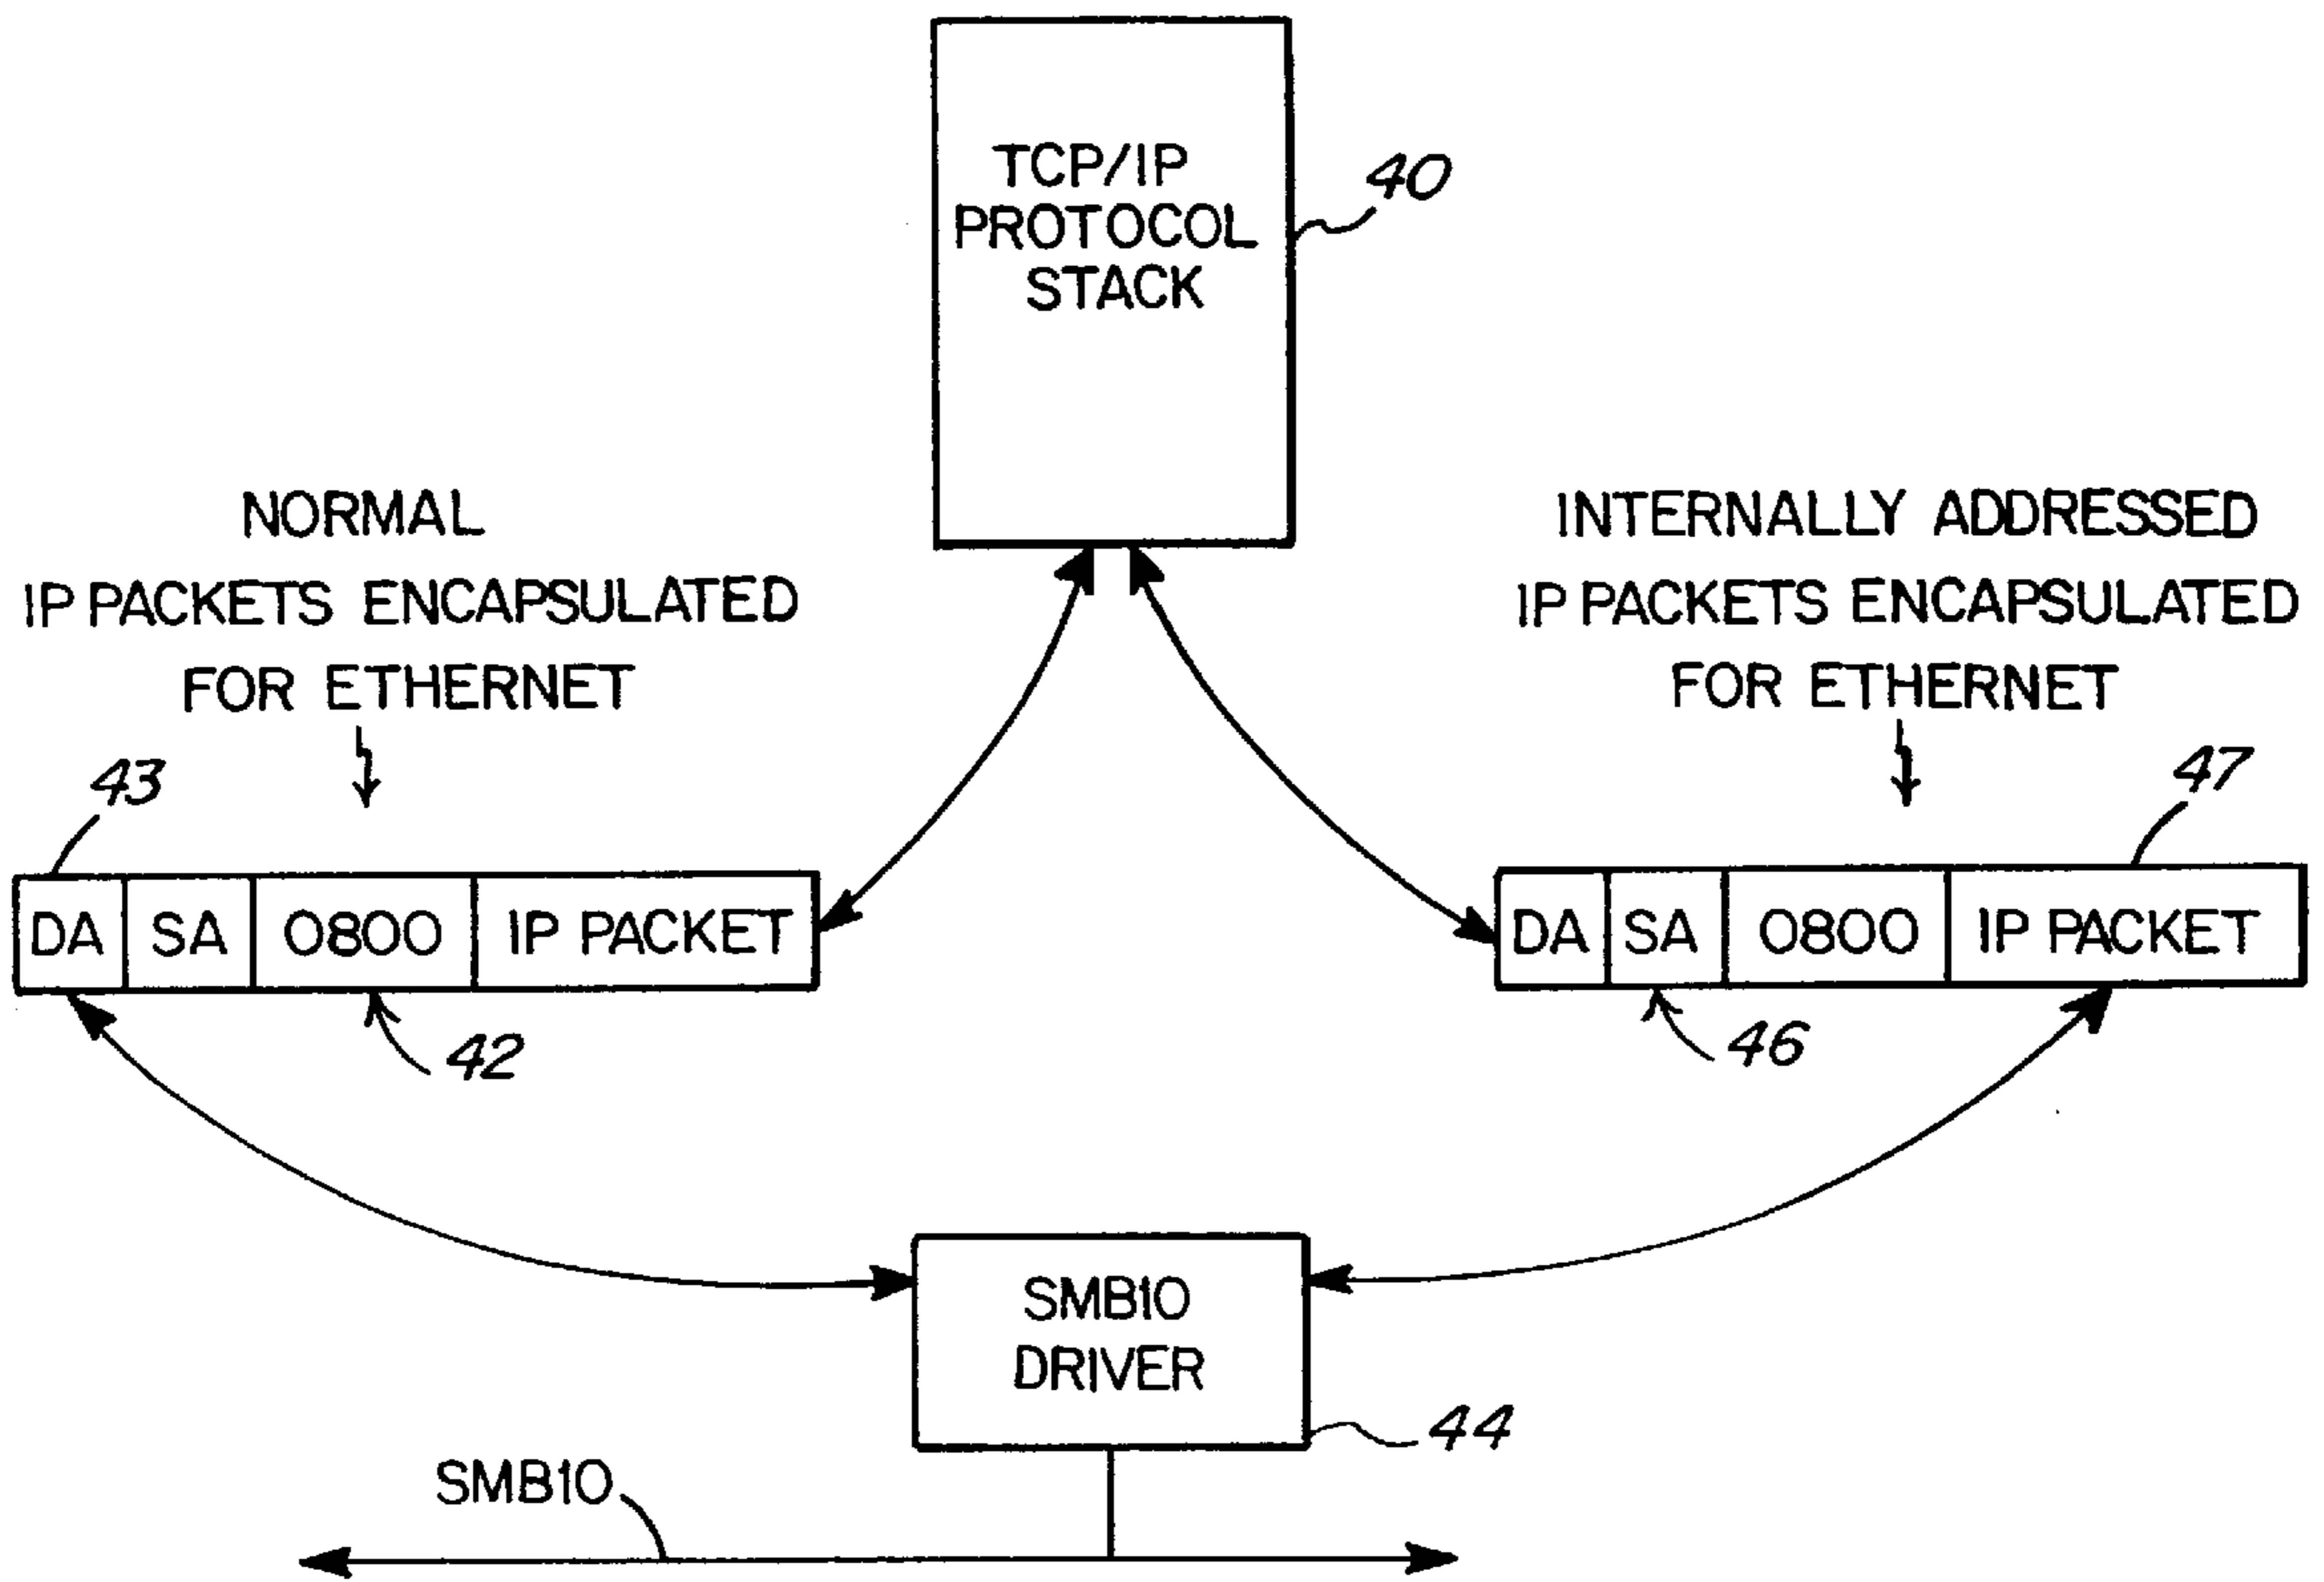 TCP/IP
PROTOCOL
STACK
40
NORMAL
IP PACKETS ENCAPSULATED
FOR ETHERNET
INTERNALLY ADDRESSED
IP PACKETS ENCAPSULATED
FOR ETHERNET
43
47
DA SA 0800 IP PACKET
DA SA 0800 IP PACKET
42
46
SMB10
DRIVER
44
SMB10